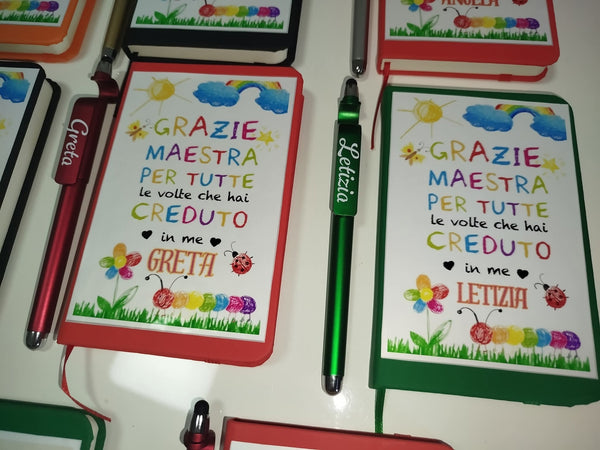 ANGELA
Greta
GRAZIE
MAESTRA
PER TUTTE
le volte che hai
CREDUTO
in me
GRETA
Letizia
GRAZIE
MAESTRA
PER TUTTE
le volte che hai
CREDUTO
in me
LETIZIA